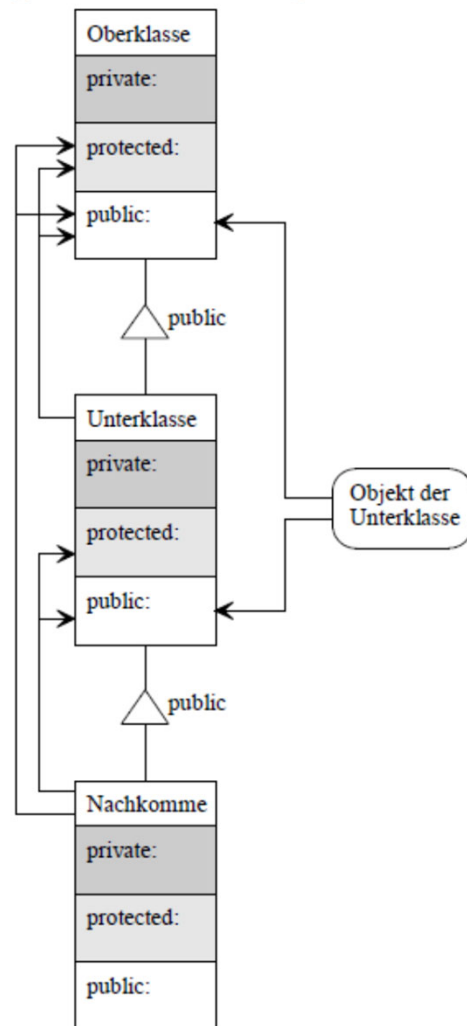 Oberklasse
private:
protected:
public:
public
Unterklasse
private:
protected:
public:
Objekt der
Unterklasse
public
Nachkomme
private:
protected:
public: